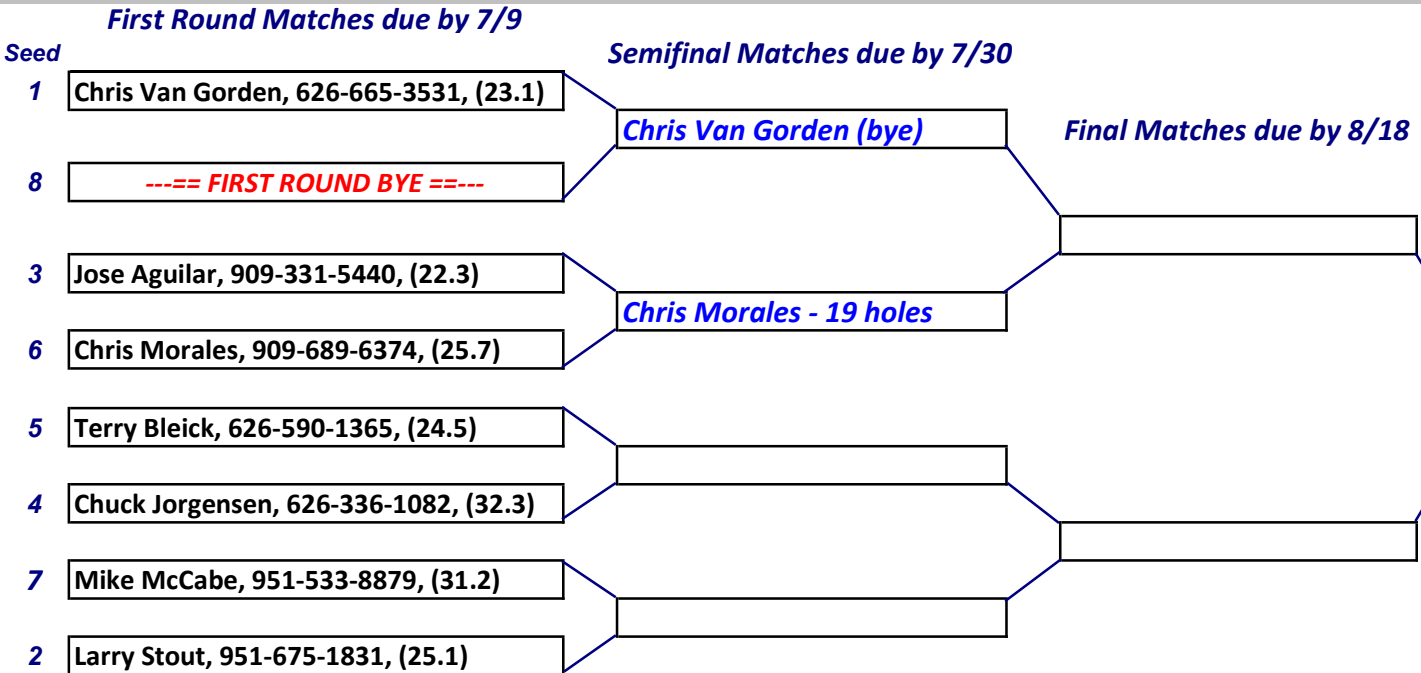 First Round Matches due by 7/9
Seed
Semifinal Matches due by 7/30
1 Chris Van Gorden, 626-665-3531, (23.1)
Chris Van Gorden (bye)
Final Matches due by 8/18
8 ---== FIRST ROUND BYE ==---
3 Jose Aguilar, 909-331-5440, (22.3)
Chris Morales - 19 holes
6 Chris Morales, 909-689-6374, (25.7)
5 Terry Bleick, 626-590-1365, (24.5)
4 Chuck Jorgensen, 626-336-1082, (32.3)
7 Mike McCabe, 951-533-8879, (31.2)
2 Larry Stout, 951-675-1831, (25.1)